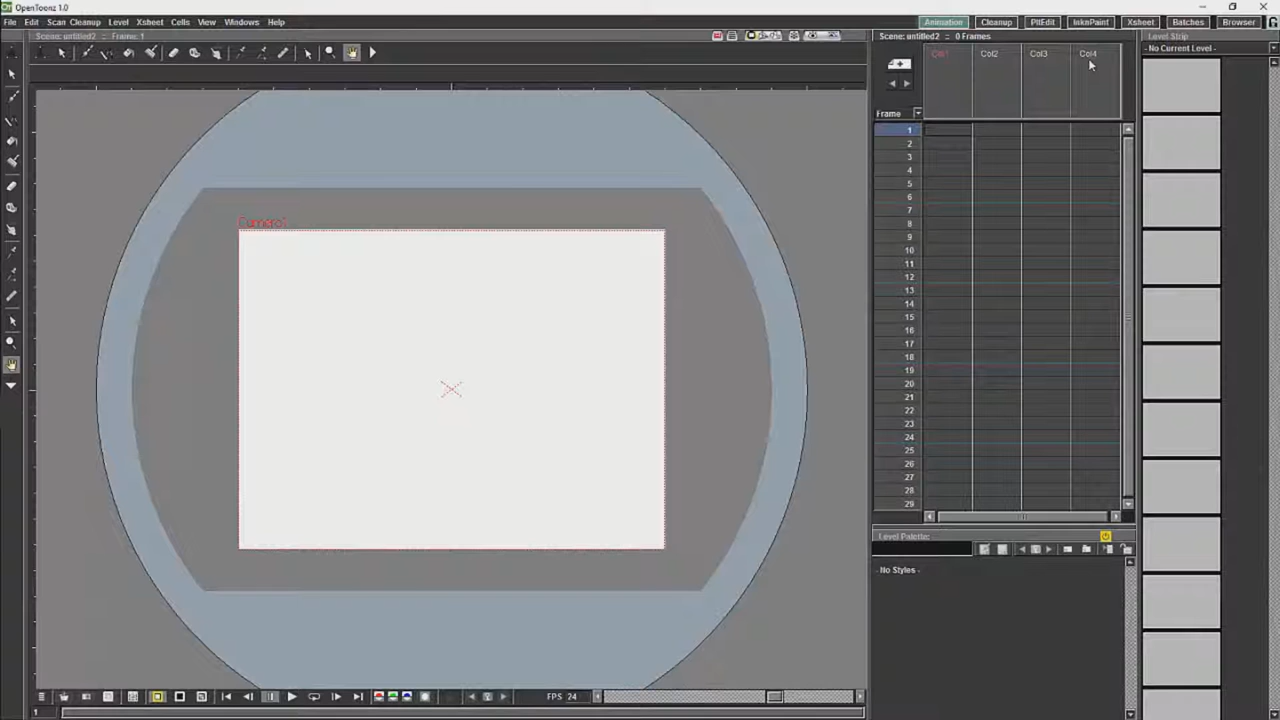 OpenToonz 1.0
File Edit Scan Cleanup Level Xsheet Cells View Windows Help
Animation Cleanup PltEdit InknPaint Xsheet Batches Browser
Scene: untitled2 :: Frame: 1
Scene: untitled2 :: 0 Frames
Level Strip
- No Current Level -
Col1 Col2 Col3 Col4
Frame
1
2
3
4
5
6
7
8
9
10
11
12
13
14
15
16
17
18
19
20
21
22
23
24
25
26
27
28
29
Camera1
Level Palette:
- No Styles -
FPS 24
1